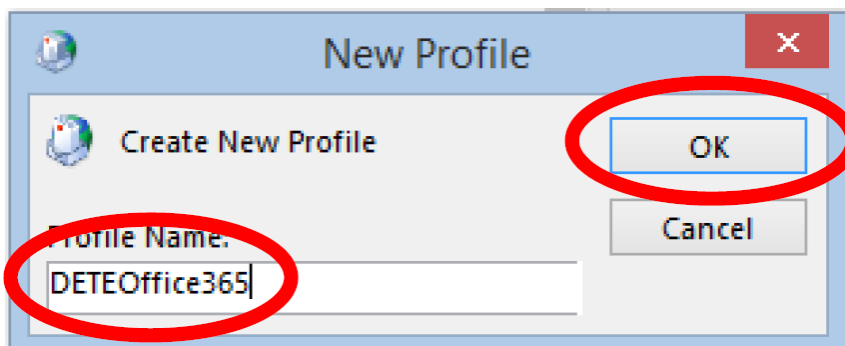 New Profile
Create New Profile
OK
Cancel
Profile Name:
DETEOffice365